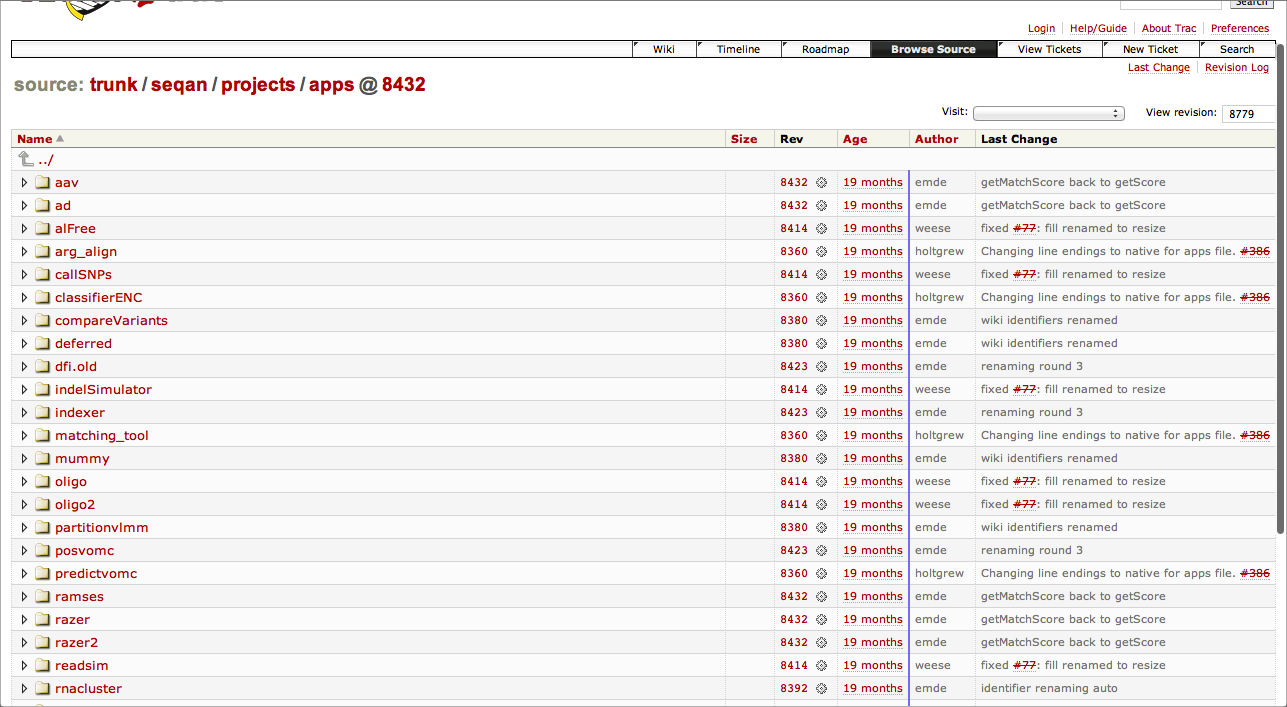 Search
Login Help/Guide About Trac Preferences
Wiki Timeline Roadmap Browse Source View Tickets New Ticket Search
Last Change Revision Log
source: trunk / seqan / projects / apps @ 8432
Visit: View revision: 8779
Name Size Rev Age Author Last Change
../
aav 8432 19 months emde getMatchScore back to getScore
ad 8432 19 months emde getMatchScore back to getScore
alFree 8414 19 months weese fixed #77: fill renamed to resize
arg_align 8360 19 months holtgrew Changing line endings to native for apps file. #386
callSNPs 8414 19 months weese fixed #77: fill renamed to resize
classifierENC 8360 19 months holtgrew Changing line endings to native for apps file. #386
compareVariants 8380 19 months emde wiki identifiers renamed
deferred 8380 19 months emde wiki identifiers renamed
dfi.old 8423 19 months emde renaming round 3
indelSimulator 8414 19 months weese fixed #77: fill renamed to resize
indexer 8423 19 months emde renaming round 3
matching_tool 8360 19 months holtgrew Changing line endings to native for apps file. #386
mummy 8380 19 months emde wiki identifiers renamed
oligo 8414 19 months weese fixed #77: fill renamed to resize
oligo2 8414 19 months weese fixed #77: fill renamed to resize
partitionvlmm 8380 19 months emde wiki identifiers renamed
posvomc 8423 19 months emde renaming round 3
predictvomc 8360 19 months holtgrew Changing line endings to native for apps file. #386
ramses 8432 19 months emde getMatchScore back to getScore
razer 8432 19 months emde getMatchScore back to getScore
razer2 8432 19 months emde getMatchScore back to getScore
readsim 8414 19 months weese fixed #77: fill renamed to resize
rnacluster 8392 19 months emde identifier renaming auto